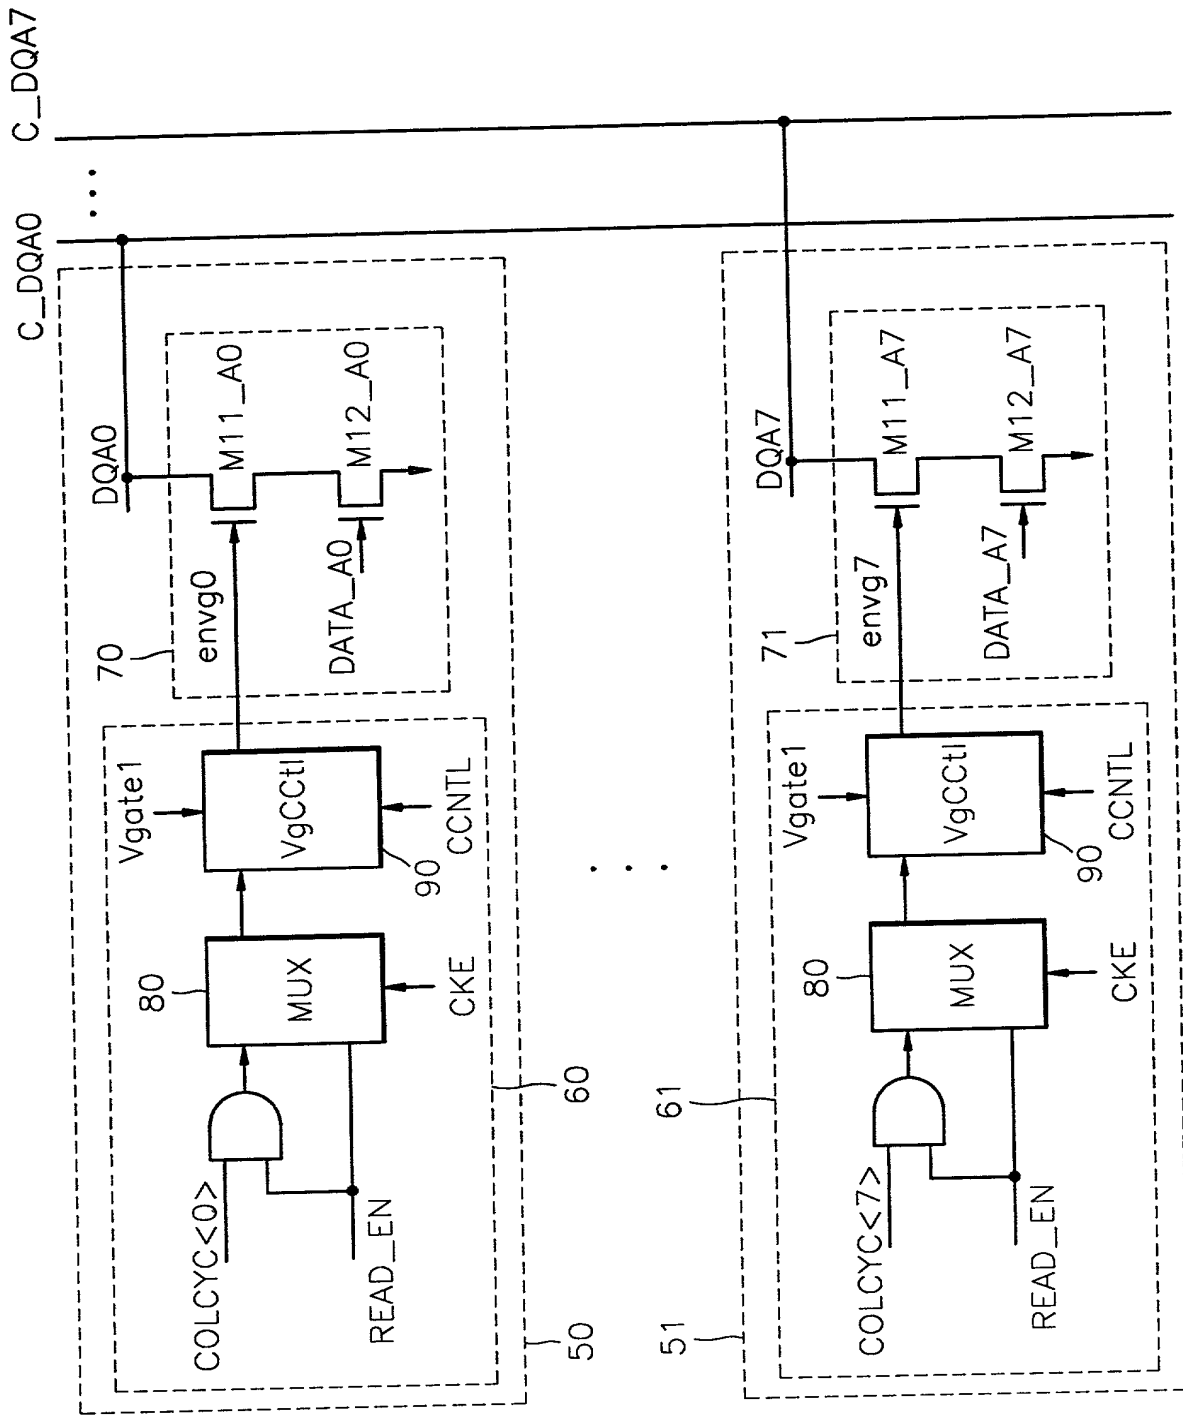 C_DQA0
...
C_DQA7
DQA0
70
envg0
M11_A0
DATA_A0
M12_A0
Vgate1
VgCCtl
90
CCNTL
80
MUX
CKE
COLCYC<0>
READ_EN
60
50
...
DQA7
71
envg7
M11_A7
DATA_A7
M12_A7
Vgate1
VgCCtl
90
CCNTL
80
MUX
CKE
COLCYC<7>
READ_EN
61
51